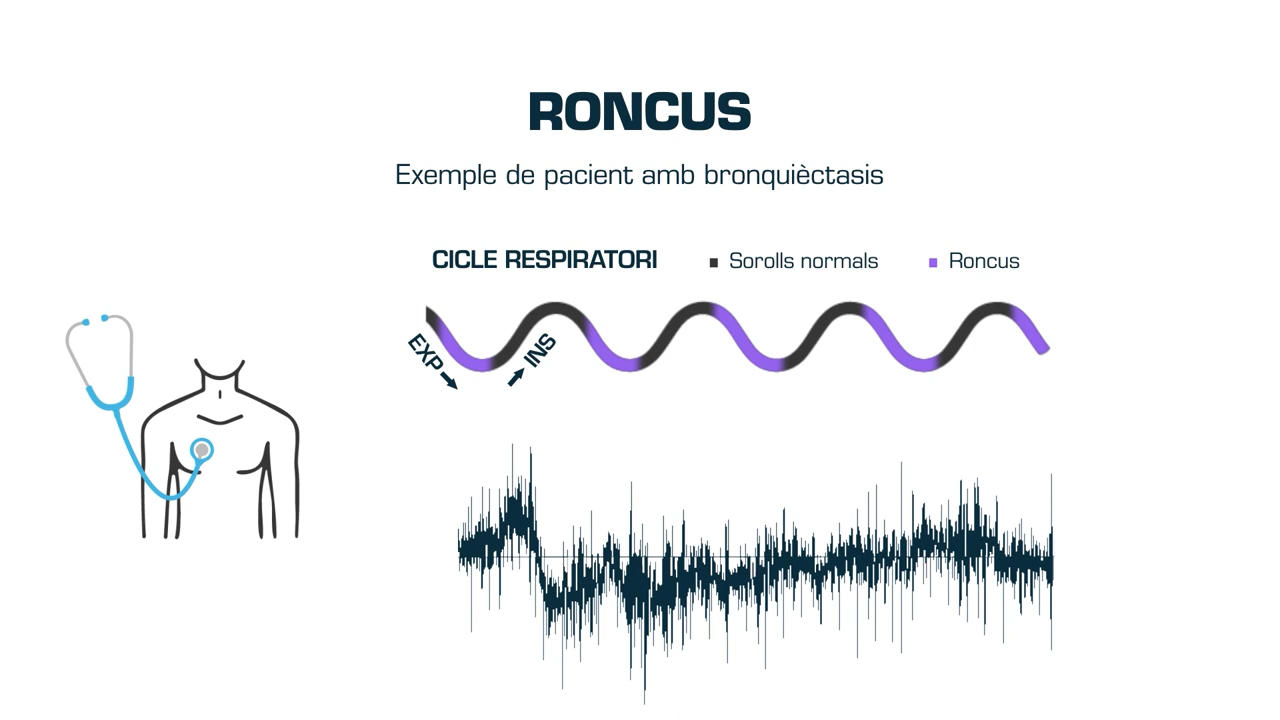 RONCUS
Exemple de pacient amb bronquièctasis
CICLE RESPIRATORI
Sorolls normals
Roncus
EXP
INS